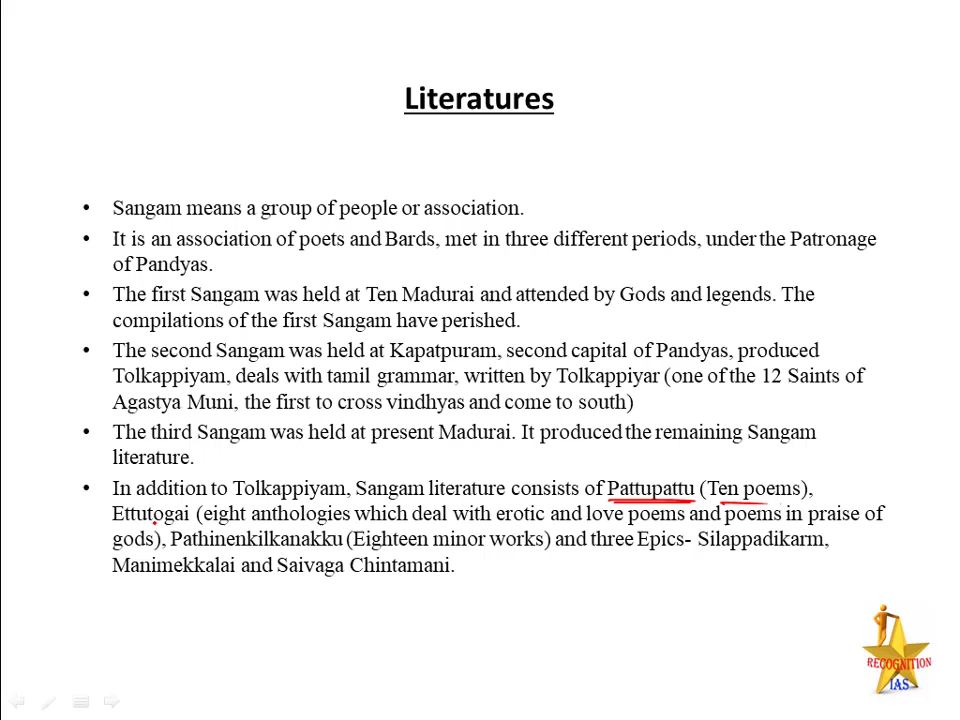 Literatures
• Sangam means a group of people or association.
• It is an association of poets and Bards, met in three different periods, under the Patronage
of Pandyas.
• The first Sangam was held at Ten Madurai and attended by Gods and legends. The
compilations of the first Sangam have perished.
• The second Sangam was held at Kapatpuram, second capital of Pandyas, produced
Tolkappiyam, deals with tamil grammar, written by Tolkappiyar (one of the 12 Saints of
Agastya Muni, the first to cross vindhyas and come to south)
• The third Sangam was held at present Madurai. It produced the remaining Sangam
literature.
• In addition to Tolkappiyam, Sangam literature consists of Pattupattu (Ten poems),
Ettutogai (eight anthologies which deal with erotic and love poems and poems in praise of
gods), Pathinenkilkanakku (Eighteen minor works) and three Epics- Silappadikarm,
Manimekkalai and Saivaga Chintamani.
RECOGNITION
IAS